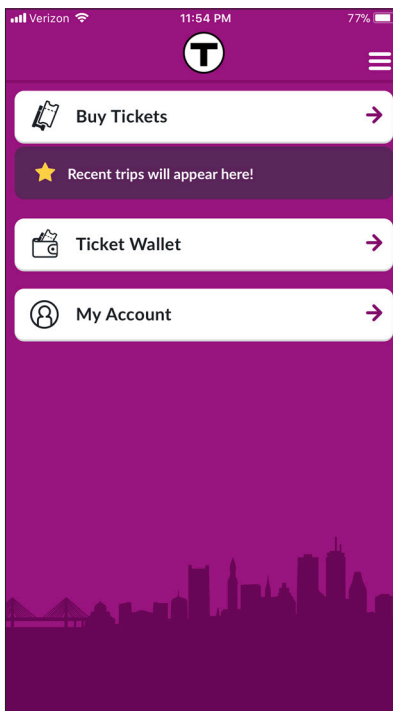 Verizon 11:54 PM 77%
T
Buy Tickets
Recent trips will appear here!
Ticket Wallet
My Account